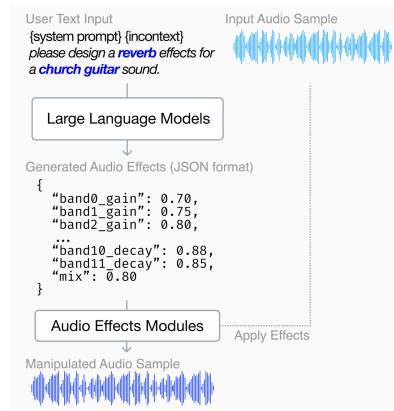 User Text Input
Input Audio Sample
{system prompt} {incontext}
please design a reverb effects for
a church guitar sound.
Large Language Models
Generated Audio Effects (JSON format)
{
“band0_gain”: 0.70,
“band1_gain”: 0.75,
“band2_gain”: 0.80,
...
“band10_decay”: 0.88,
“band11_decay”: 0.85,
“mix”: 0.80
}
Audio Effects Modules
Apply Effects
Manipulated Audio Sample